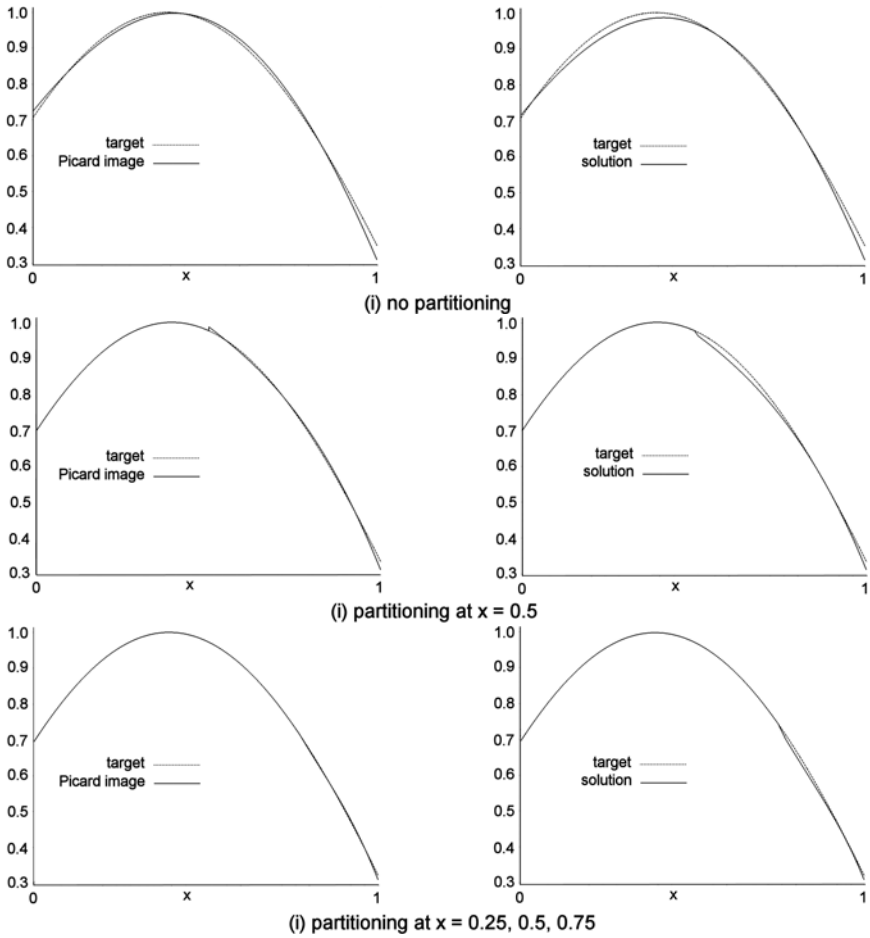 1.0
0.9
0.8
0.7
0.6
0.5
0.4
0.3
target
Picard image
0
x
1
1.0
0.9
0.8
0.7
0.6
0.5
0.4
0.3
target
solution
0
x
1
(i) no partitioning
1.0
0.9
0.8
0.7
0.6
0.5
0.4
0.3
target
Picard image
0
x
1
1.0
0.9
0.8
0.7
0.6
0.5
0.4
0.3
target
solution
0
x
1
(i) partitioning at x = 0.5
1.0
0.9
0.8
0.7
0.6
0.5
0.4
0.3
target
Picard image
0
x
1
1.0
0.9
0.8
0.7
0.6
0.5
0.4
0.3
target
solution
0
x
1
(i) partitioning at x = 0.25, 0.5, 0.75